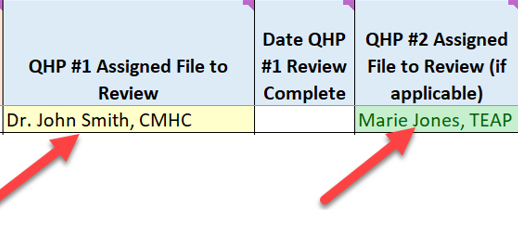 QHP #1 Assigned File to
Review
Date QHP
#1 Review
Complete
QHP #2 Assigned
File to Review (if
applicable)
Dr. John Smith, CMHC
Marie Jones, TEAP